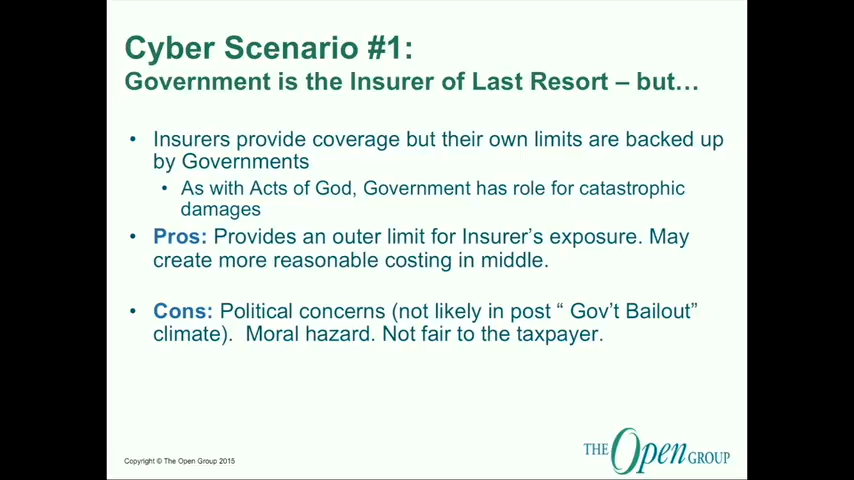 Cyber Scenario #1:
Government is the Insurer of Last Resort – but…
• Insurers provide coverage but their own limits are backed up
by Governments
• As with Acts of God, Government has role for catastrophic
damages
• Pros: Provides an outer limit for Insurer's exposure. May
create more reasonable costing in middle.
• Cons: Political concerns (not likely in post “ Gov't Bailout”
climate). Moral hazard. Not fair to the taxpayer.
Copyright © The Open Group 2015
THE Open GROUP